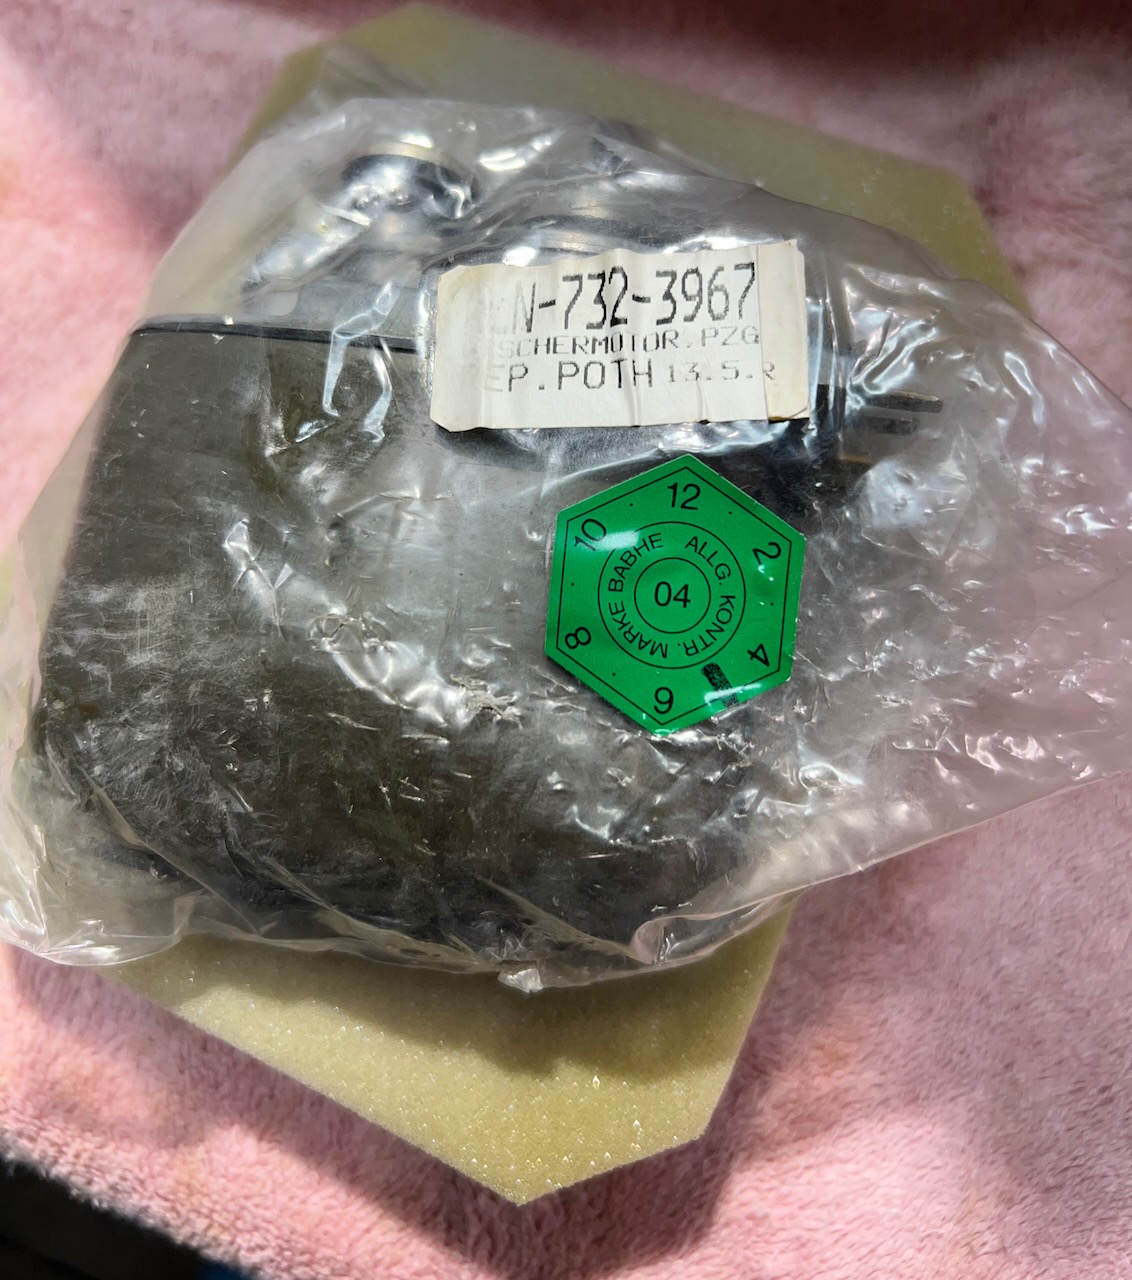 N-732-3967
SCHERMOTOR.PZG
EP.POTH 13.5.R
12
2
4
6
8
10
MARKE BABHE ALLG. KONTR.
04